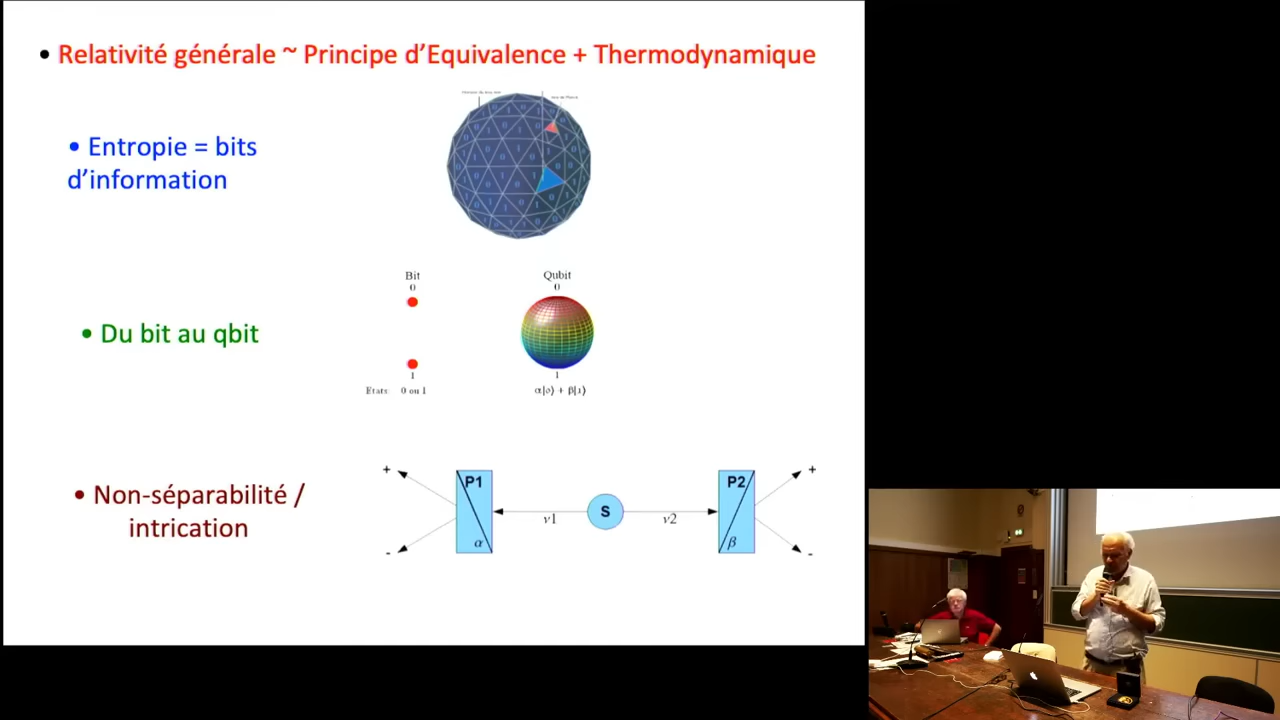 • Relativité générale ~ Principe d'Equivalence + Thermodynamique
• Entropie = bits
d'information
Bit
0
Qubit
0
• Du bit au qbit
1
1
Etats: 0 ou 1
α|0⟩ + β|1⟩
• Non-séparabilité /
intrication
+
P1
α
-
ν1
S
ν2
P2
β
+
-